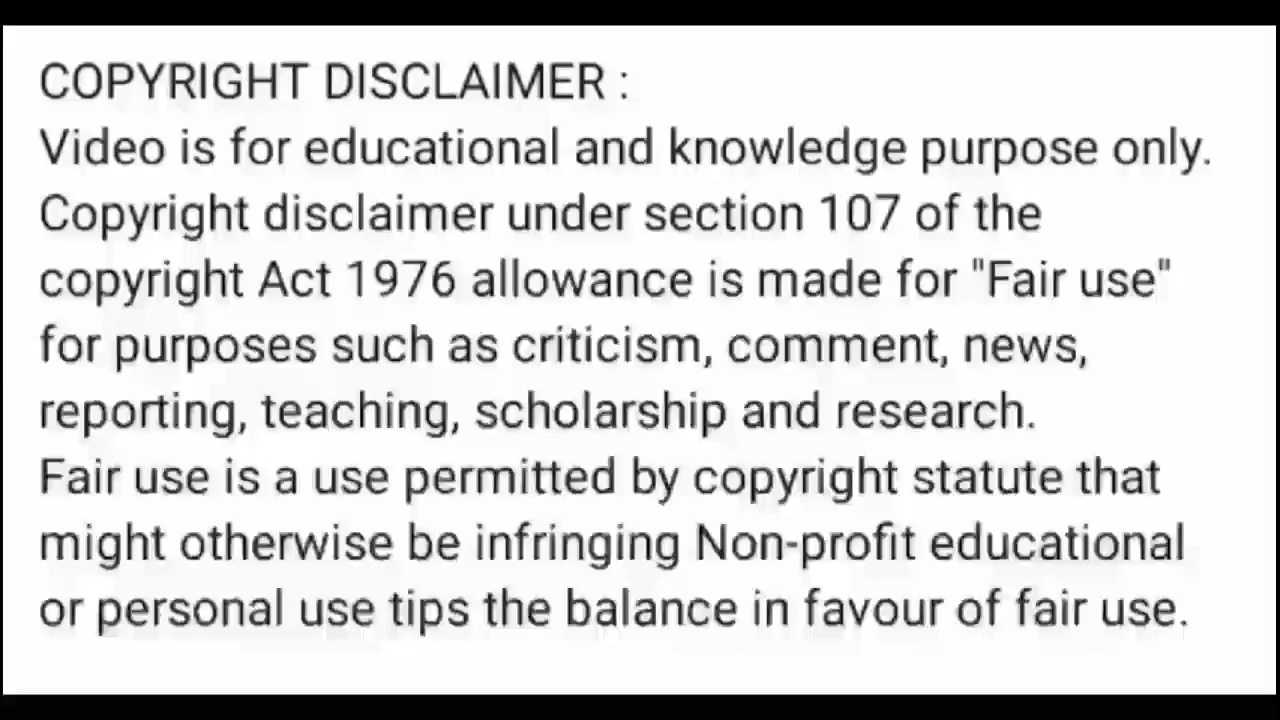 COPYRIGHT DISCLAIMER :
Video is for educational and knowledge purpose only.
Copyright disclaimer under section 107 of the
copyright Act 1976 allowance is made for "Fair use"
for purposes such as criticism, comment, news,
reporting, teaching, scholarship and research.
Fair use is a use permitted by copyright statute that
might otherwise be infringing Non-profit educational
or personal use tips the balance in favour of fair use.